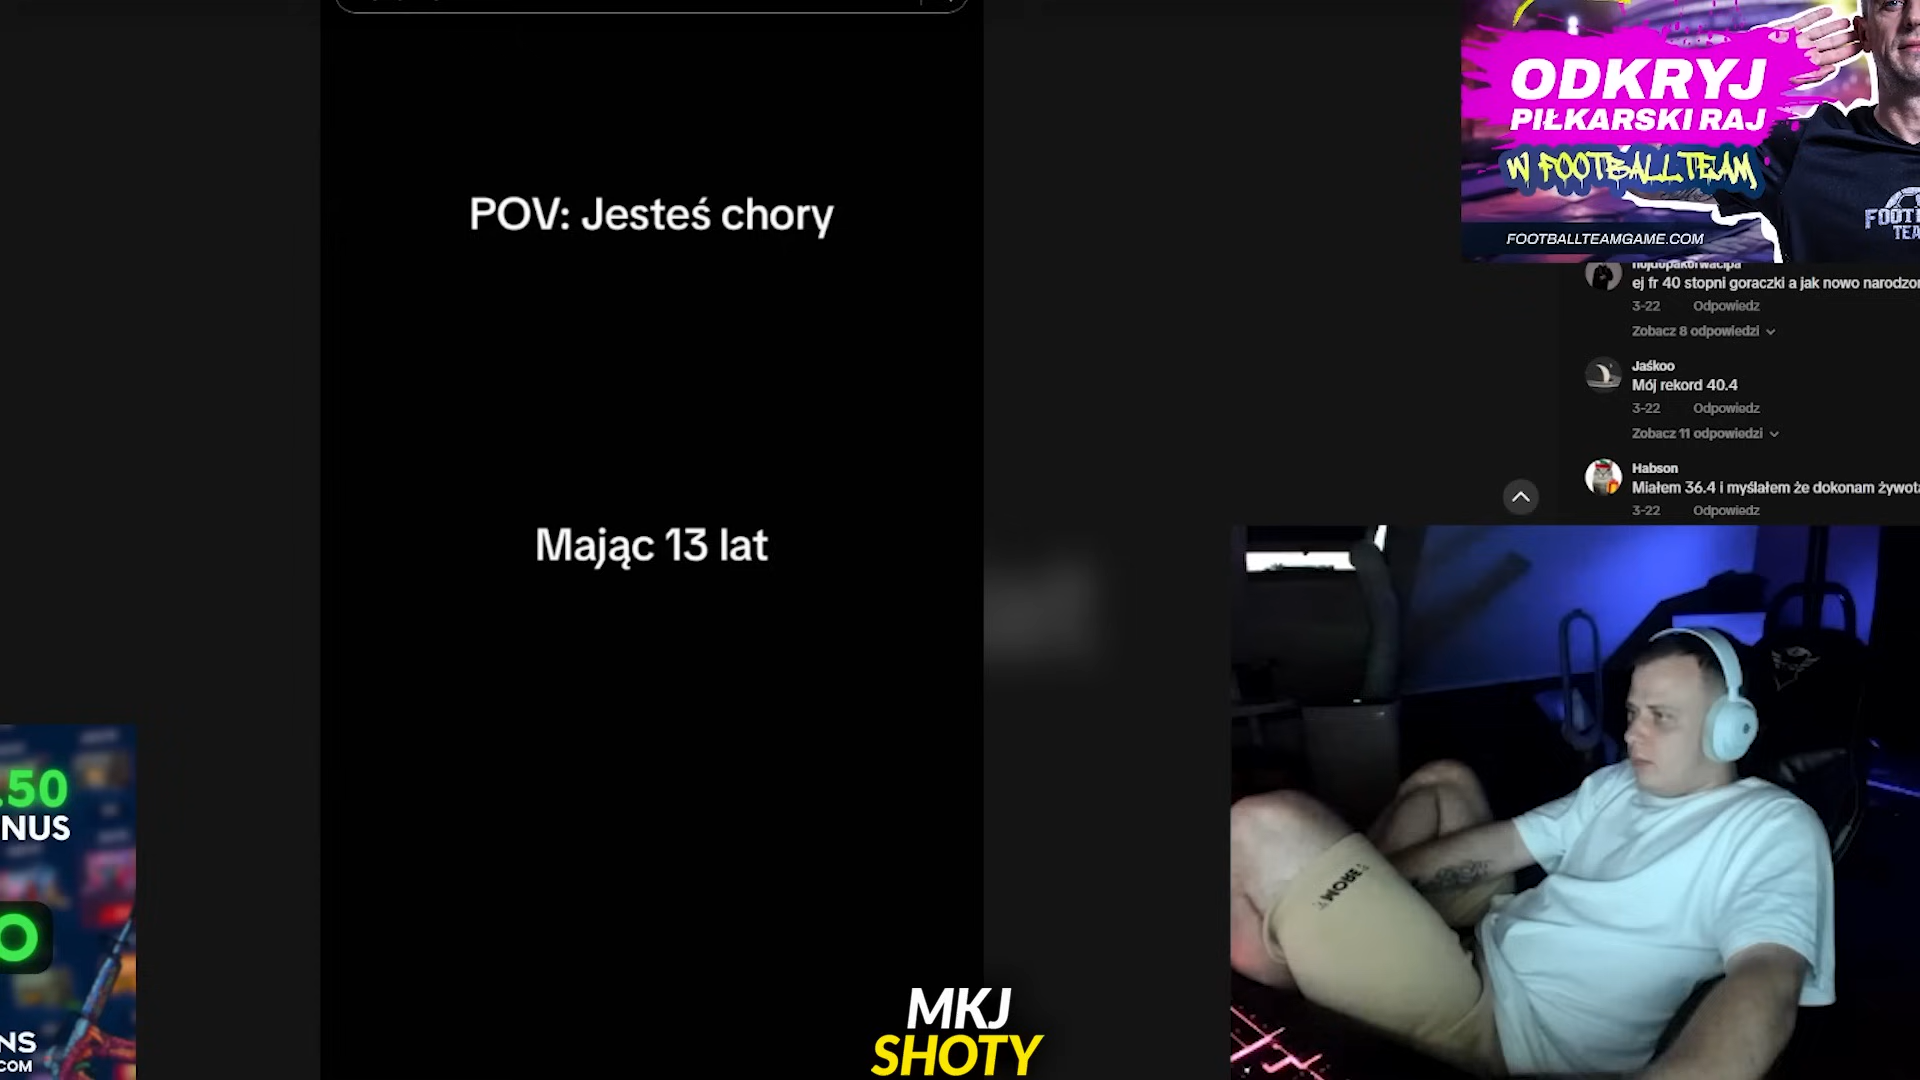 POV: Jesteś chory
Mając 13 lat
ODKRYJ
PIŁKARSKI RAJ
W FOOTBALLTEAM
FOOTBALLTEAMGAME.COM
ej fr 40 stopni goraczki a jak nowo
3-22 Odpowiedz
Zobacz 8 odpowiedzi
Jaśkoo
Mój rekord 40.4
3-22 Odpowiedz
Zobacz 11 odpowiedzi
Habson
Miałem 36.4 i myślałem że dokonam
3-22 Odpowiedz
.50
NUS
O
NS
COM
MORE
MKJ
SHOTY